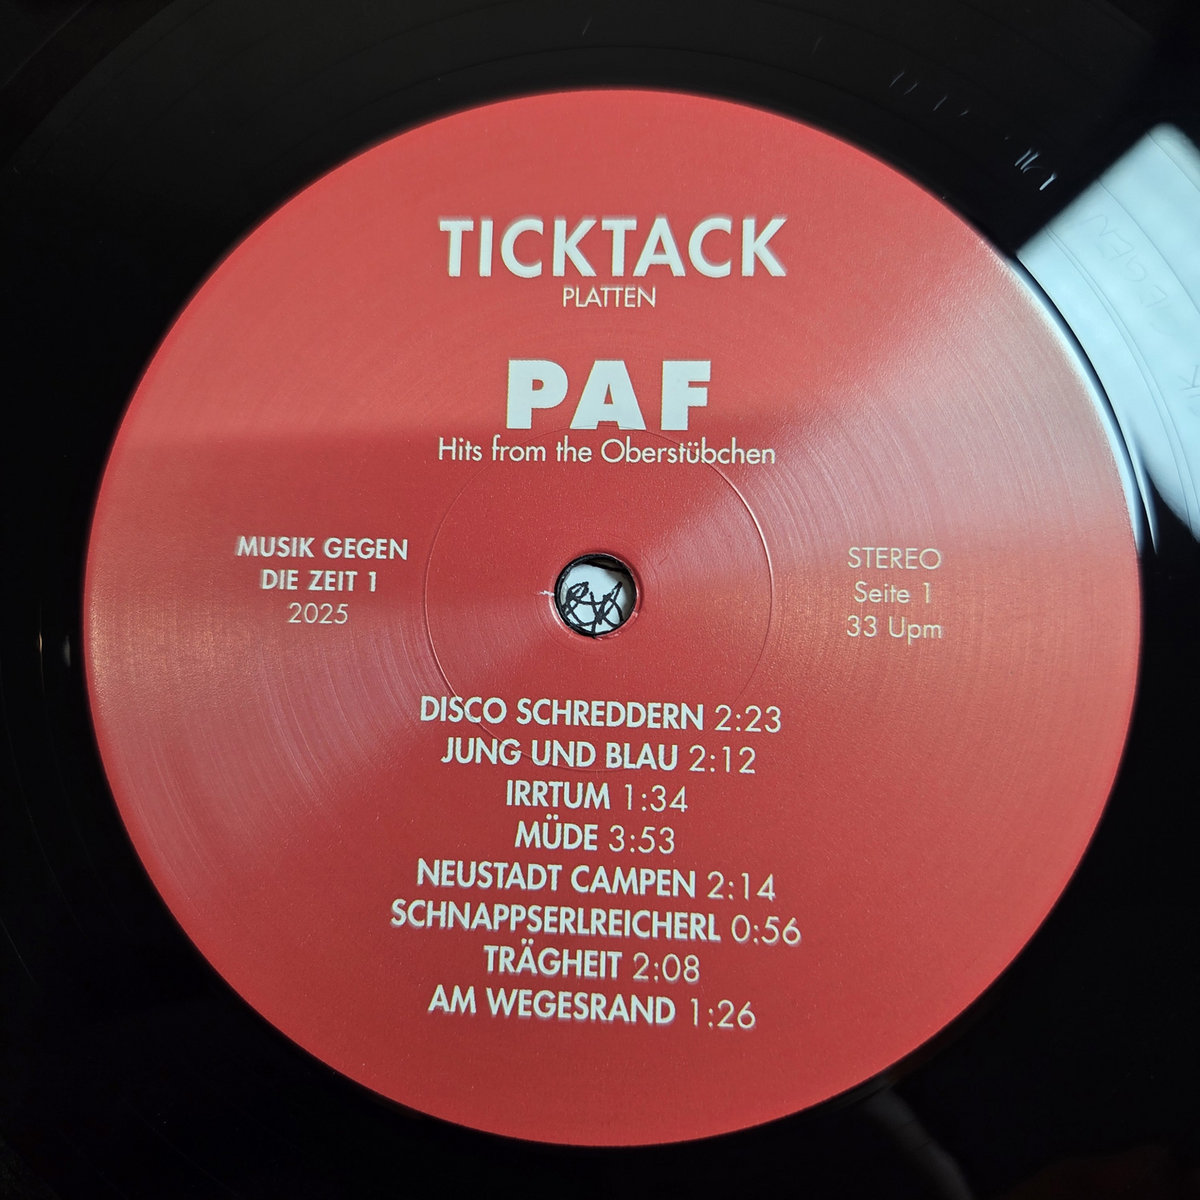 TICKTACK
PLATTEN
PAF
Hits from the Oberstübchen
MUSIK GEGEN
DIE ZEIT 1
2025
STEREO
Seite 1
33 Upm
DISCO SCHREDDERN 2:23
JUNG UND BLAU 2:12
IRRTUM 1:34
MÜDE 3:53
NEUSTADT CAMPEN 2:14
SCHNAPPSERLREICHERL 0:56
TRÄGHEIT 2:08
AM WEGESRAND 1:26